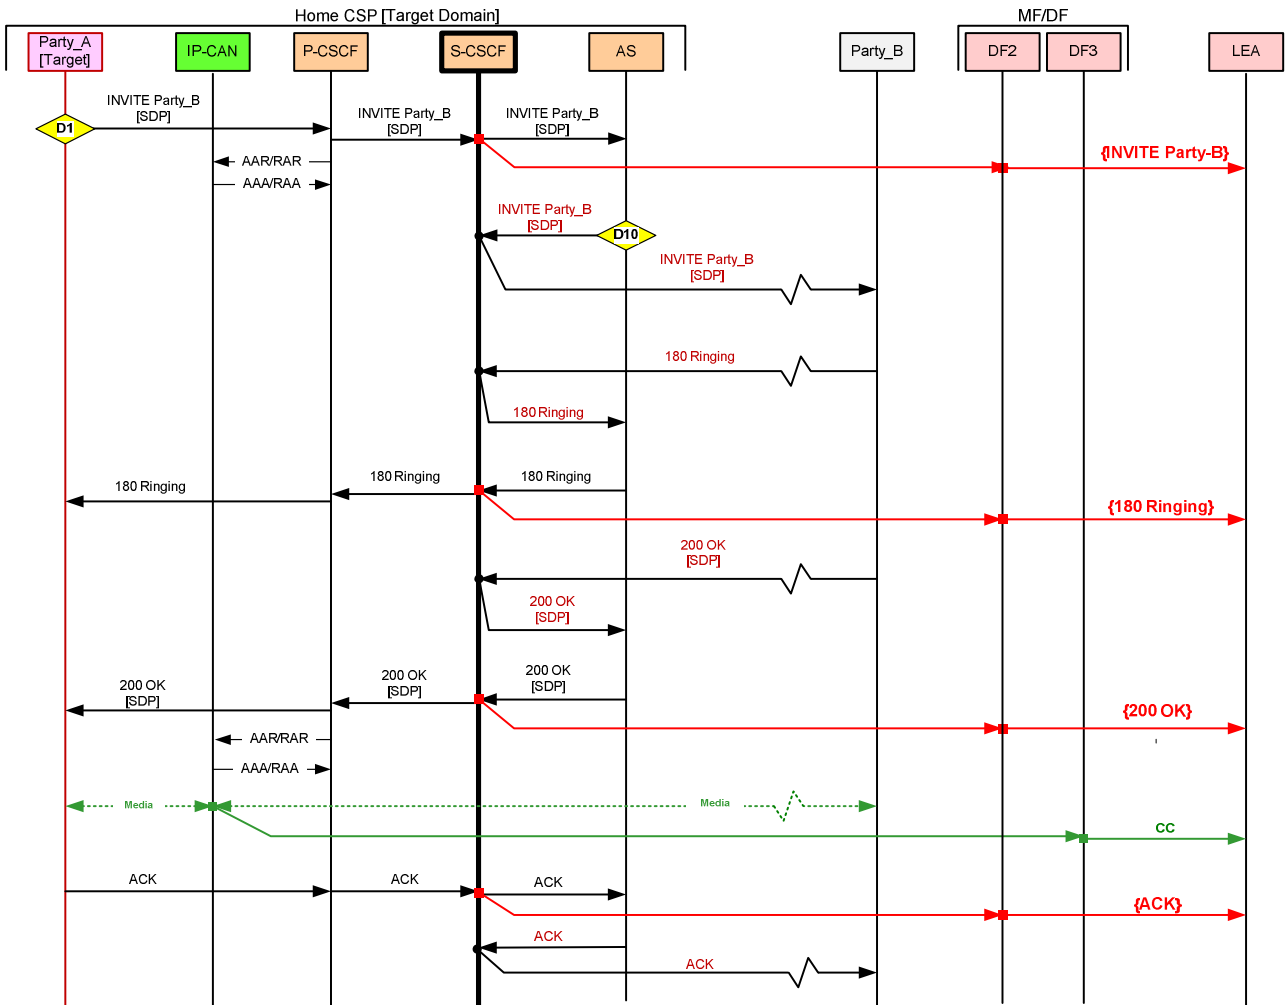 Home CSP [Target Domain]
MF/DF
Party_A
[Target]
IP-CAN
P-CSCF
S-CSCF
AS
Party_B
DF2
DF3
LEA
INVITE Party_B
[SDP]
D1
INVITE Party_B
[SDP]
INVITE Party_B
[SDP]
{INVITE Party-B}
AAR/RAR
AAA/RAA
INVITE Party_B
[SDP]
D10
INVITE Party_B
[SDP]
180 Ringing
180 Ringing
180 Ringing
180 Ringing
180 Ringing
{180 Ringing}
200 OK
[SDP]
200 OK
[SDP]
200 OK
[SDP]
200 OK
[SDP]
200 OK
[SDP]
{200 OK}
AAR/RAR
AAA/RAA
Media
Media
CC
ACK
ACK
ACK
{ACK}
ACK
ACK